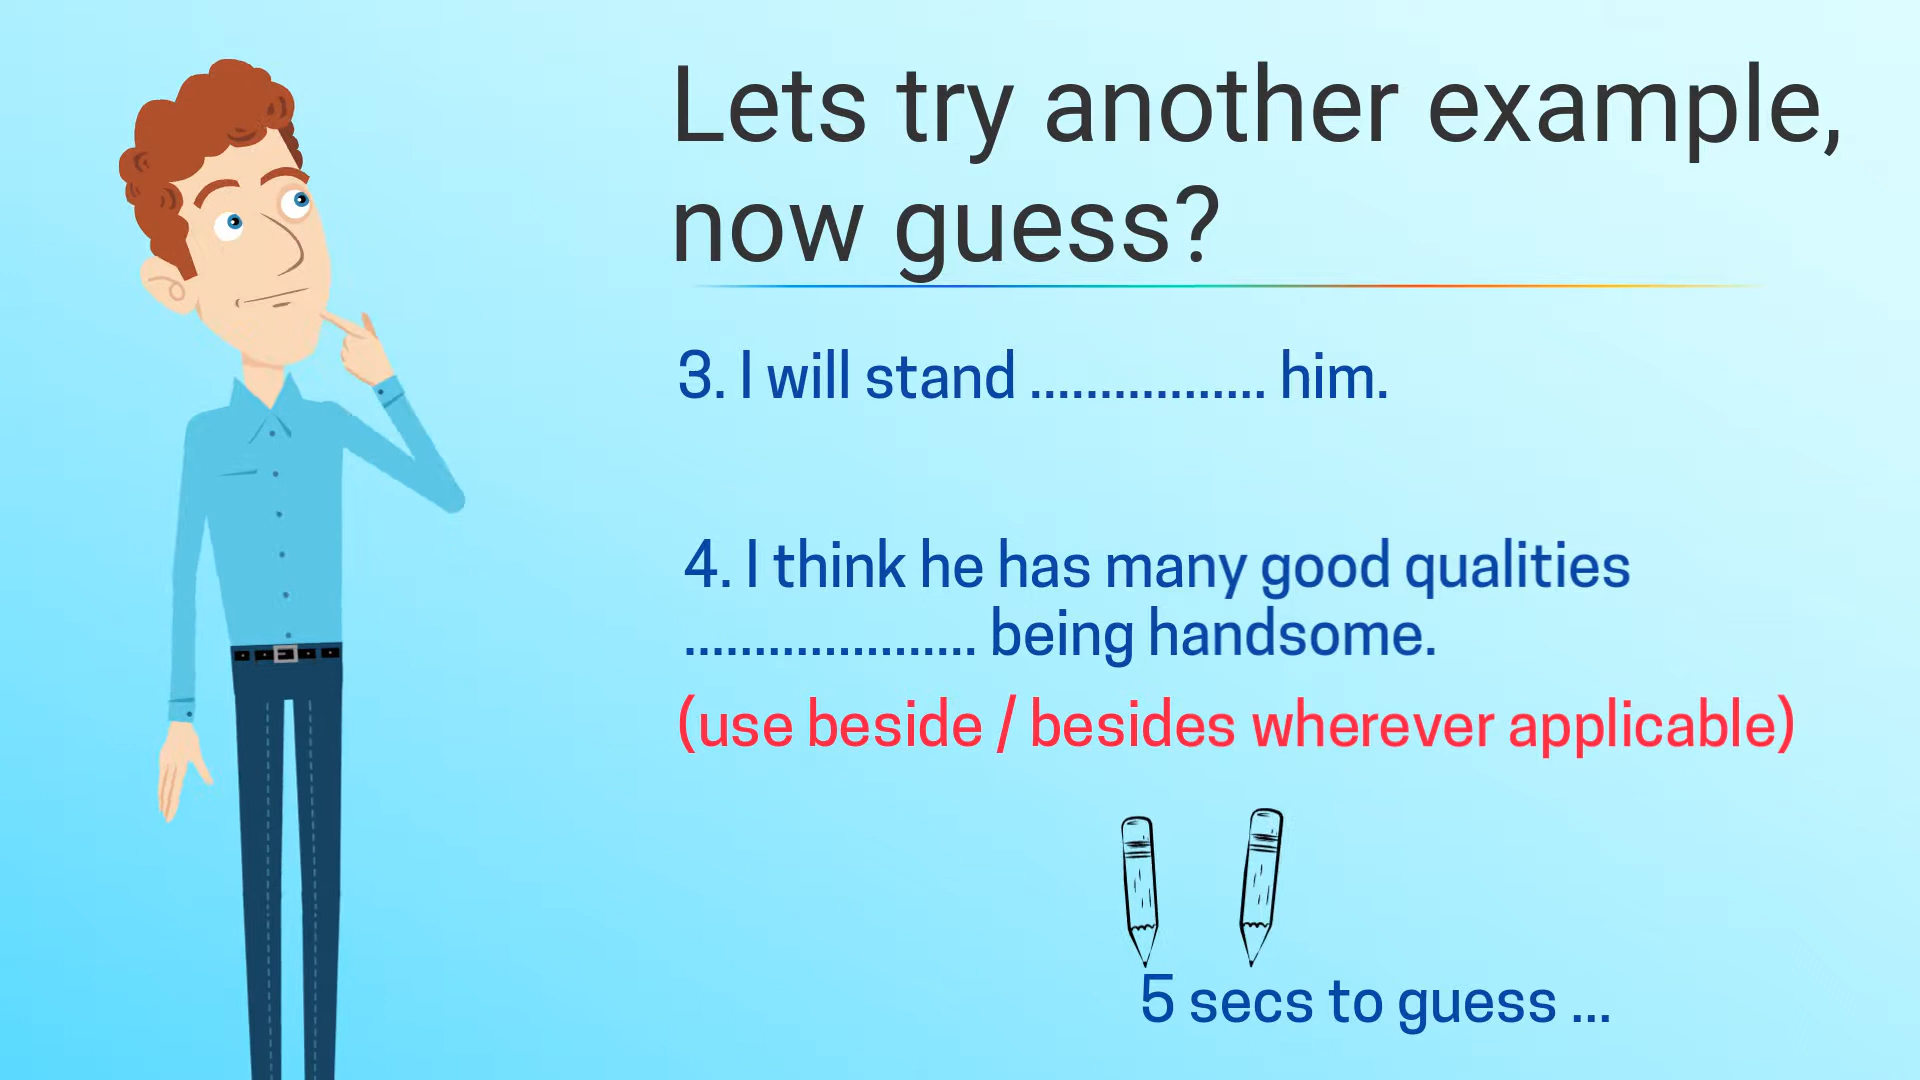 Lets try another example,
now guess?
3. I will stand ................. him.
4. I think he has many good qualities
..................... being handsome.
(use beside / besides wherever applicable)
5 secs to guess ...